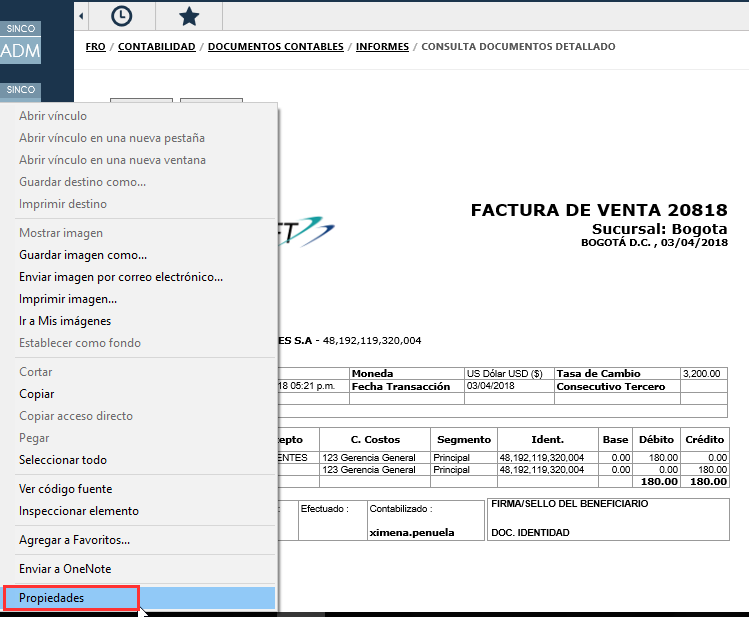 SINCO
ADM
SINCO
FRO / CONTABILIDAD / DOCUMENTOS CONTABLES / INFORMES / CONSULTA DOCUMENTOS DETALLADO
Abrir vínculo
Abrir vínculo en una nueva pestaña
Abrir vínculo en una nueva ventana
Guardar destino como...
Imprimir destino
Mostrar imagen
Guardar imagen como...
Enviar imagen por correo electrónico...
Imprimir imagen...
Ir a Mis imágenes
Establecer como fondo
Cortar
Copiar
Copiar acceso directo
Pegar
Seleccionar todo
Ver código fuente
Inspeccionar elemento
Agregar a Favoritos...
Enviar a OneNote
Propiedades
FT
FACTURA DE VENTA 20818
Sucursal: Bogota
BOGOTÁ D.C. , 03/04/2018
ES S.A - 48,192,119,320,004
Moneda US Dólar USD ($) Tasa de Cambio 3,200.00
18 05:21 p.m. Fecha Transacción 03/04/2018 Consecutivo Tercero
epto C. Costos Segmento Ident. Base Débito Crédito
ENTES 123 Gerencia General Principal 48,192,119,320,004 0.00 180.00 0.00
123 Gerencia General Principal 48,192,119,320,004 0.00 0.00 180.00
180.00 180.00
: Efectuado : Contabilizado : FIRMA/SELLO DEL BENEFICIARIO
ximena.penuela DOC. IDENTIDAD